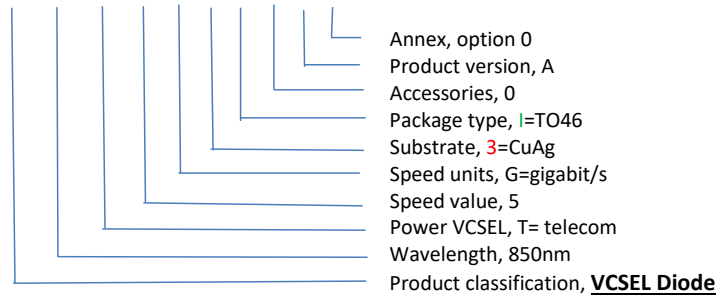 Annex, option 0
Product version, A
Accessories, 0
Package type, I=TO46
Substrate, 3=CuAg
Speed units, G=gigabit/s
Speed value, 5
Power VCSEL, T= telecom
Wavelength, 850nm
Product classification, VCSEL Diode